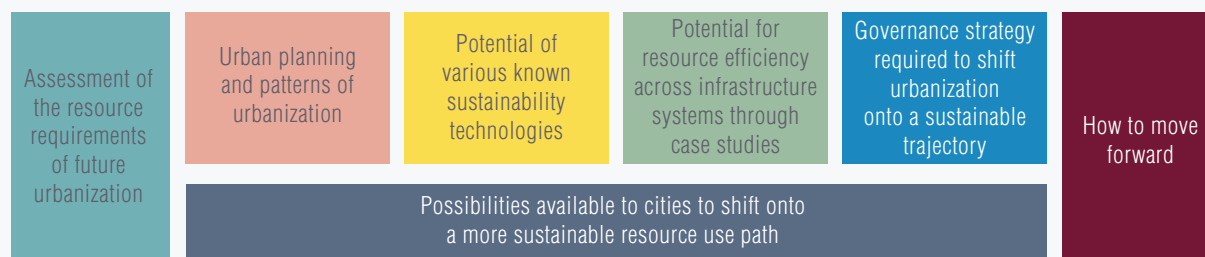 Assessment of
the resource
requirements
of future
urbanization
Urban planning
and patterns of
urbanization
Potential of
various known
sustainability
technologies
Potential for
resource efficiency
across infrastructure
systems through
case studies
Governance strategy
required to shift
urbanization
onto a sustainable
trajectory
Possibilities available to cities to shift onto
a more sustainable resource use path
How to move
forward